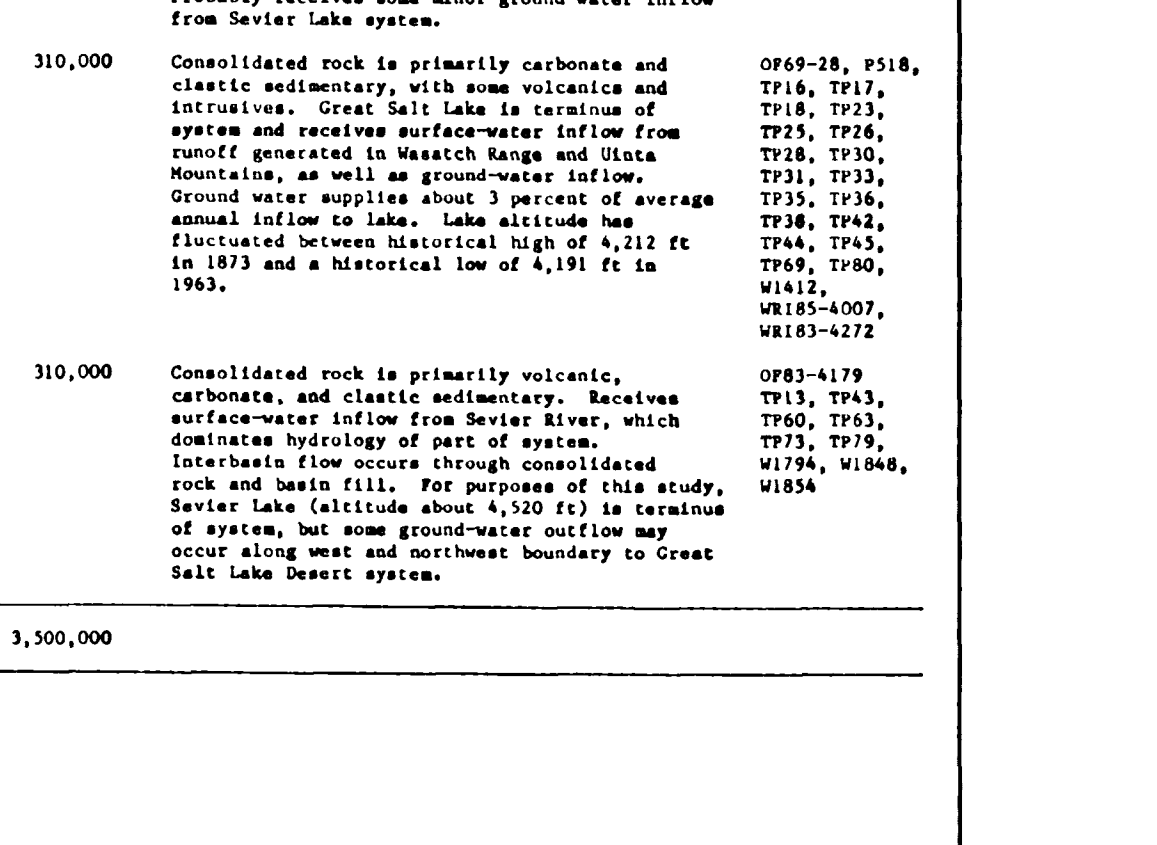 Probably receives some minor ground water inflow
from Sevier Lake system.
310,000 Consolidated rock is primarily carbonate and OF69-28, P518,
clastic sedimentary, with some volcanics and TP16, TP17,
intrusives. Great Salt Lake is terminus of TP18, TP23,
system and receives surface-water inflow from TP25, TP26,
runoff generated in Wasatch Range and Uinta TP28, TP30,
Mountains, as well as ground-water inflow. TP31, TP33,
Ground water supplies about 3 percent of average TP35, TP36,
annual inflow to lake. Lake altitude has TP38, TP42,
fluctuated between historical high of 4,212 ft TP44, TP45,
in 1873 and a historical low of 4,191 ft in TP69, TP80,
1963. W1412,
WRI85-4007,
WRI83-4272
310,000 Consolidated rock is primarily volcanic, OF83-4179
carbonate, and clastic sedimentary. Receives TP13, TP43,
surface-water inflow from Sevier River, which TP60, TP63,
dominates hydrology of part of system. TP73, TP79,
Interbasin flow occurs through consolidated W1794, W1848,
rock and basin fill. For purposes of this study, W1854
Sevier Lake (altitude about 4,520 ft) is terminus
of system, but some ground-water outflow may
occur along west and northwest boundary to Great
Salt Lake Desert system.
3,500,000